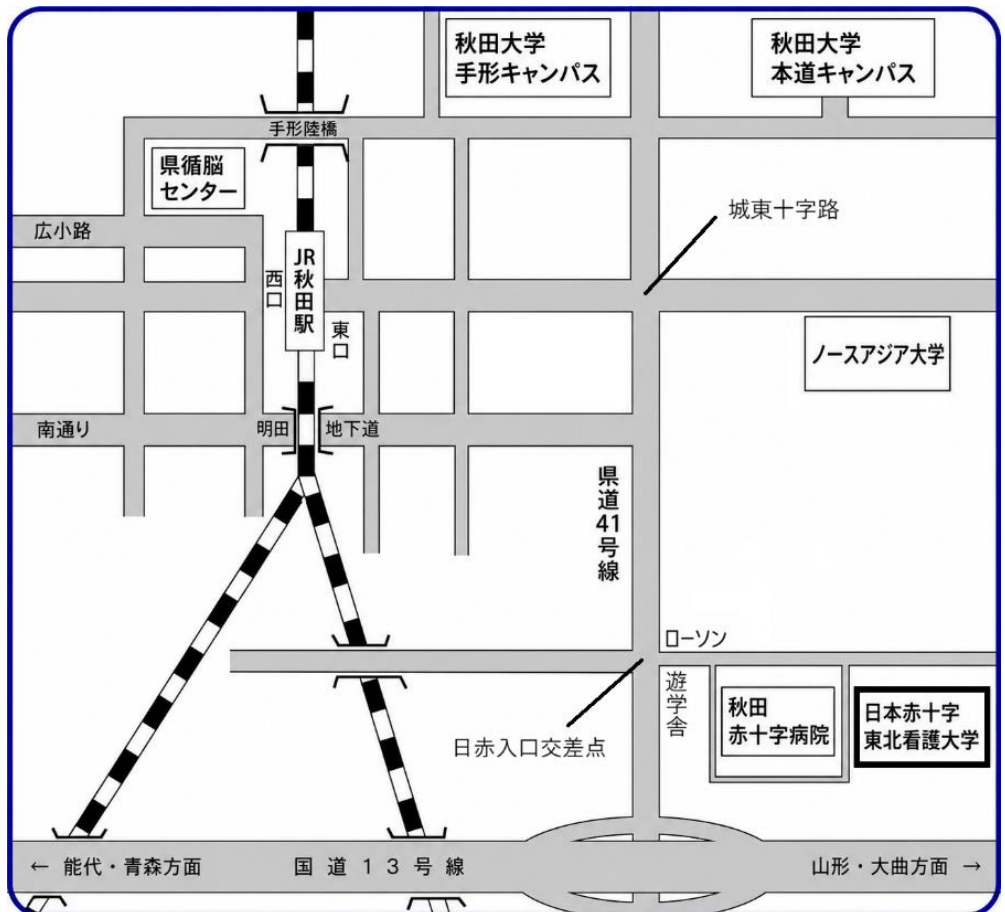 秋田大学
手形キャンパス
秋田大学
本道キャンパス
手形陸橋
県循脳
センター
城東十字路
広小路
西口
JR秋田駅
東口
ノースアジア大学
南通り
明田
地下道
県道41号線
ローソン
遊学舎
秋田
赤十字病院
日本赤十字
東北看護大学
日赤入口交差点
← 能代・青森方面
国道13号線
山形・大曲方面 →